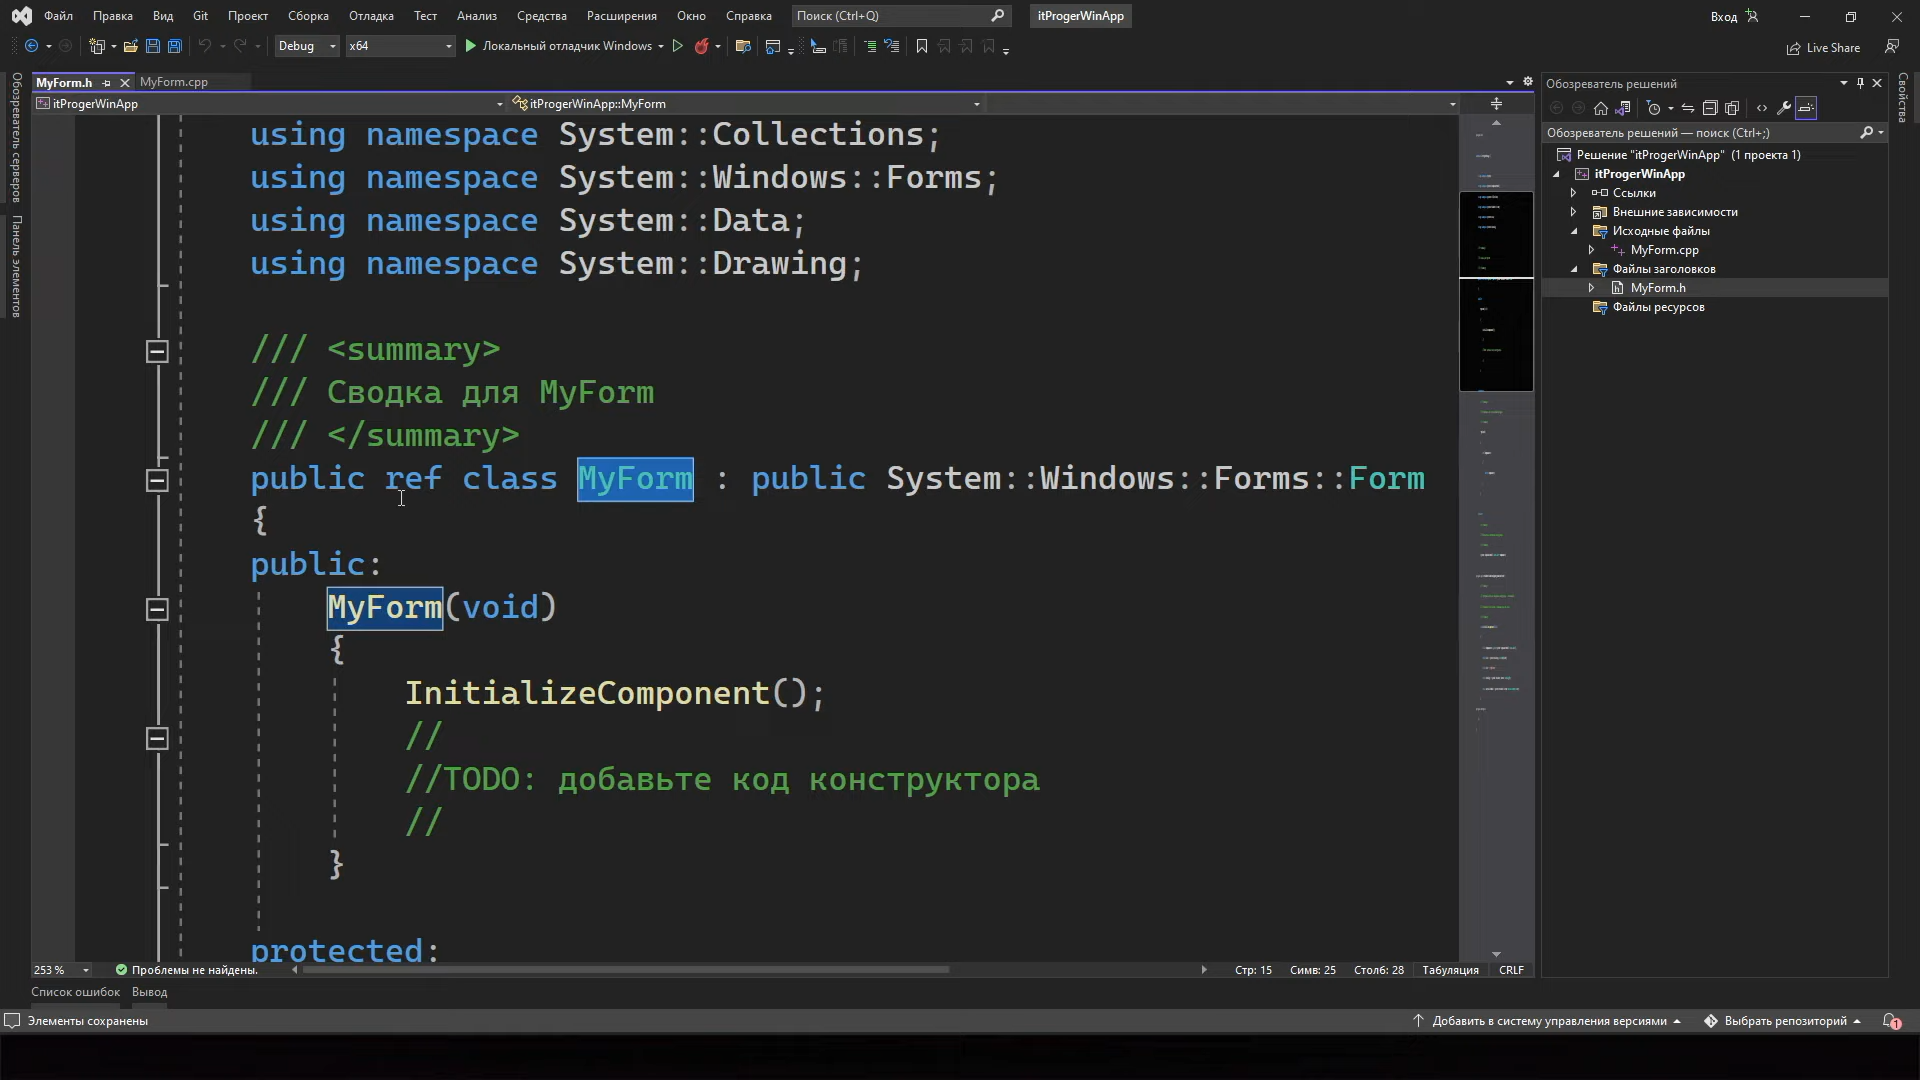 Файл Правка Вид Git Проект Сборка Отладка Тест Анализ Средства Расширения Окно Справка Поиск (Ctrl+Q) itProgerWinApp Вход
Debug x64 Локальный отладчик Windows Live Share
MyForm.h MyForm.cpp
itProgerWinApp itProgerWinApp::MyForm
using namespace System::Collections;
using namespace System::Windows::Forms;
using namespace System::Data;
using namespace System::Drawing;
/// <summary>
/// Сводка для MyForm
/// </summary>
public ref class MyForm : public System::Windows::Forms::Form
{
public:
MyForm(void)
{
InitializeComponent();
//
//TODO: добавьте код конструктора
//
}
protected:
253 % Проблемы не найдены. Стр: 15 Симв: 25 Столб: 28 Табуляция CRLF
Список ошибок Вывод
Элементы сохранены Добавить в систему управления версиями Выбрать репозиторий 1
Обозреватель серверов
Панель элементов
Обозреватель решений
Обозреватель решений — поиск (Ctrl+;)
Решение "itProgerWinApp" (1 проекта 1)
itProgerWinApp
Ссылки
Внешние зависимости
Исходные файлы
MyForm.cpp
Файлы заголовков
MyForm.h
Файлы ресурсов
Свойства